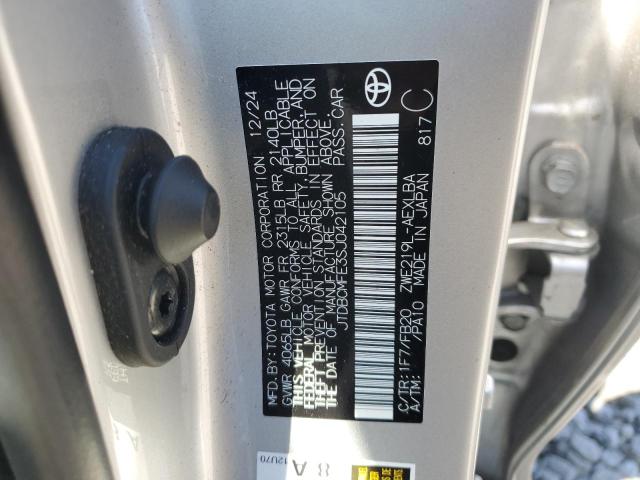 MFD.BY:TOYOTA MOTOR CORPORATION 12/24
GVWR 4065LB GAWR FR 2315LB RR 2140LB
THIS VEHICLE CONFORMS TO ALL APPLICABLE
FEDERAL MOTOR VEHICLE SAFETY, BUMPER, AND
THEFT PREVENTION STANDARDS IN EFFECT ON
THE DATE OF MANUFACTURE SHOWN ABOVE.
JTDBCMFE3SJ042105 PASS.CAR
ZWE219L-AEXLBA
C/TR:1F7/FB20
A/TM: /PA10 MADE IN JAPAN 817 C
12U70
8 A